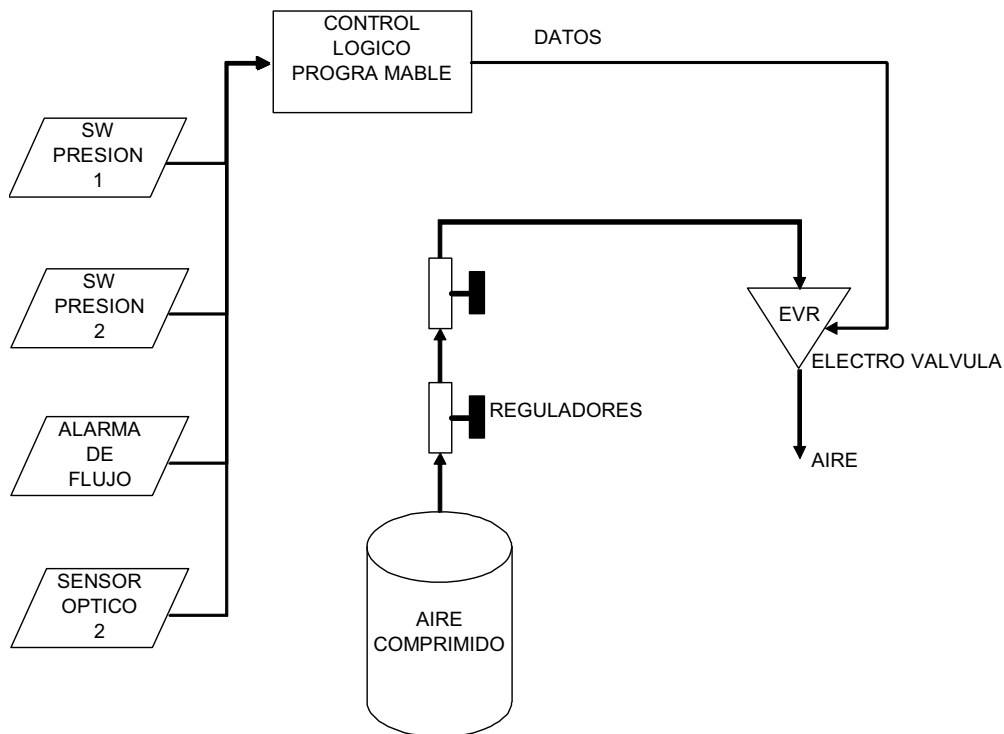 CONTROL
LOGICO
PROGRA MABLE
DATOS
SW
PRESION
1
SW
PRESION
2
EVR
ELECTRO VALVULA
REGULADORES
ALARMA
DE
FLUJO
AIRE
SENSOR
OPTICO
2
AIRE
COMPRIMIDO